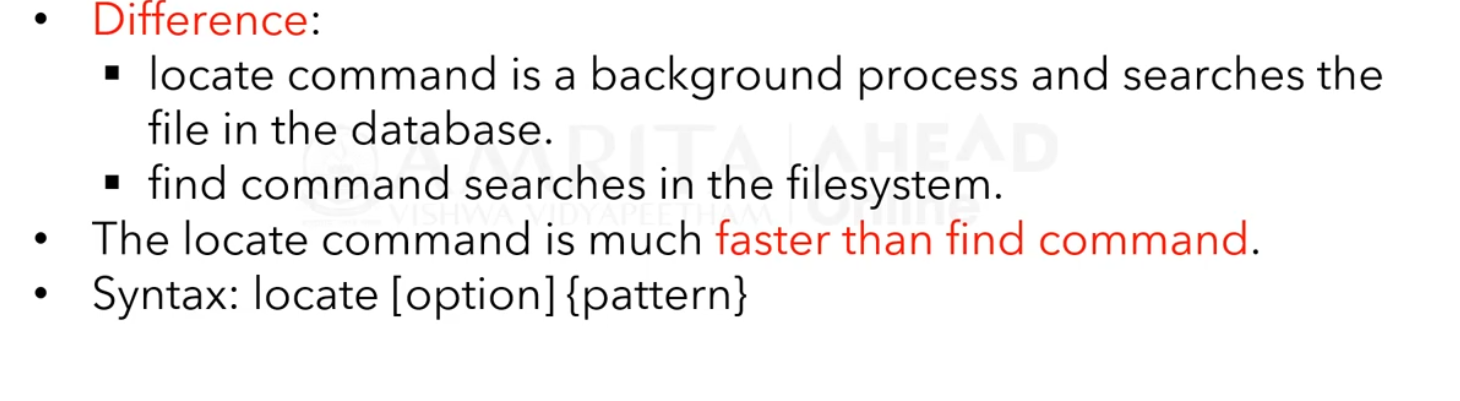 • Difference:
▪ locate command is a background process and searches the
file in the database.
AMRITA AHEAD
▪ find command searches in the filesystem.
VISHWA VIDYAPEETHAM Online
• The locate command is much faster than find command.
• Syntax: locate [option] {pattern}